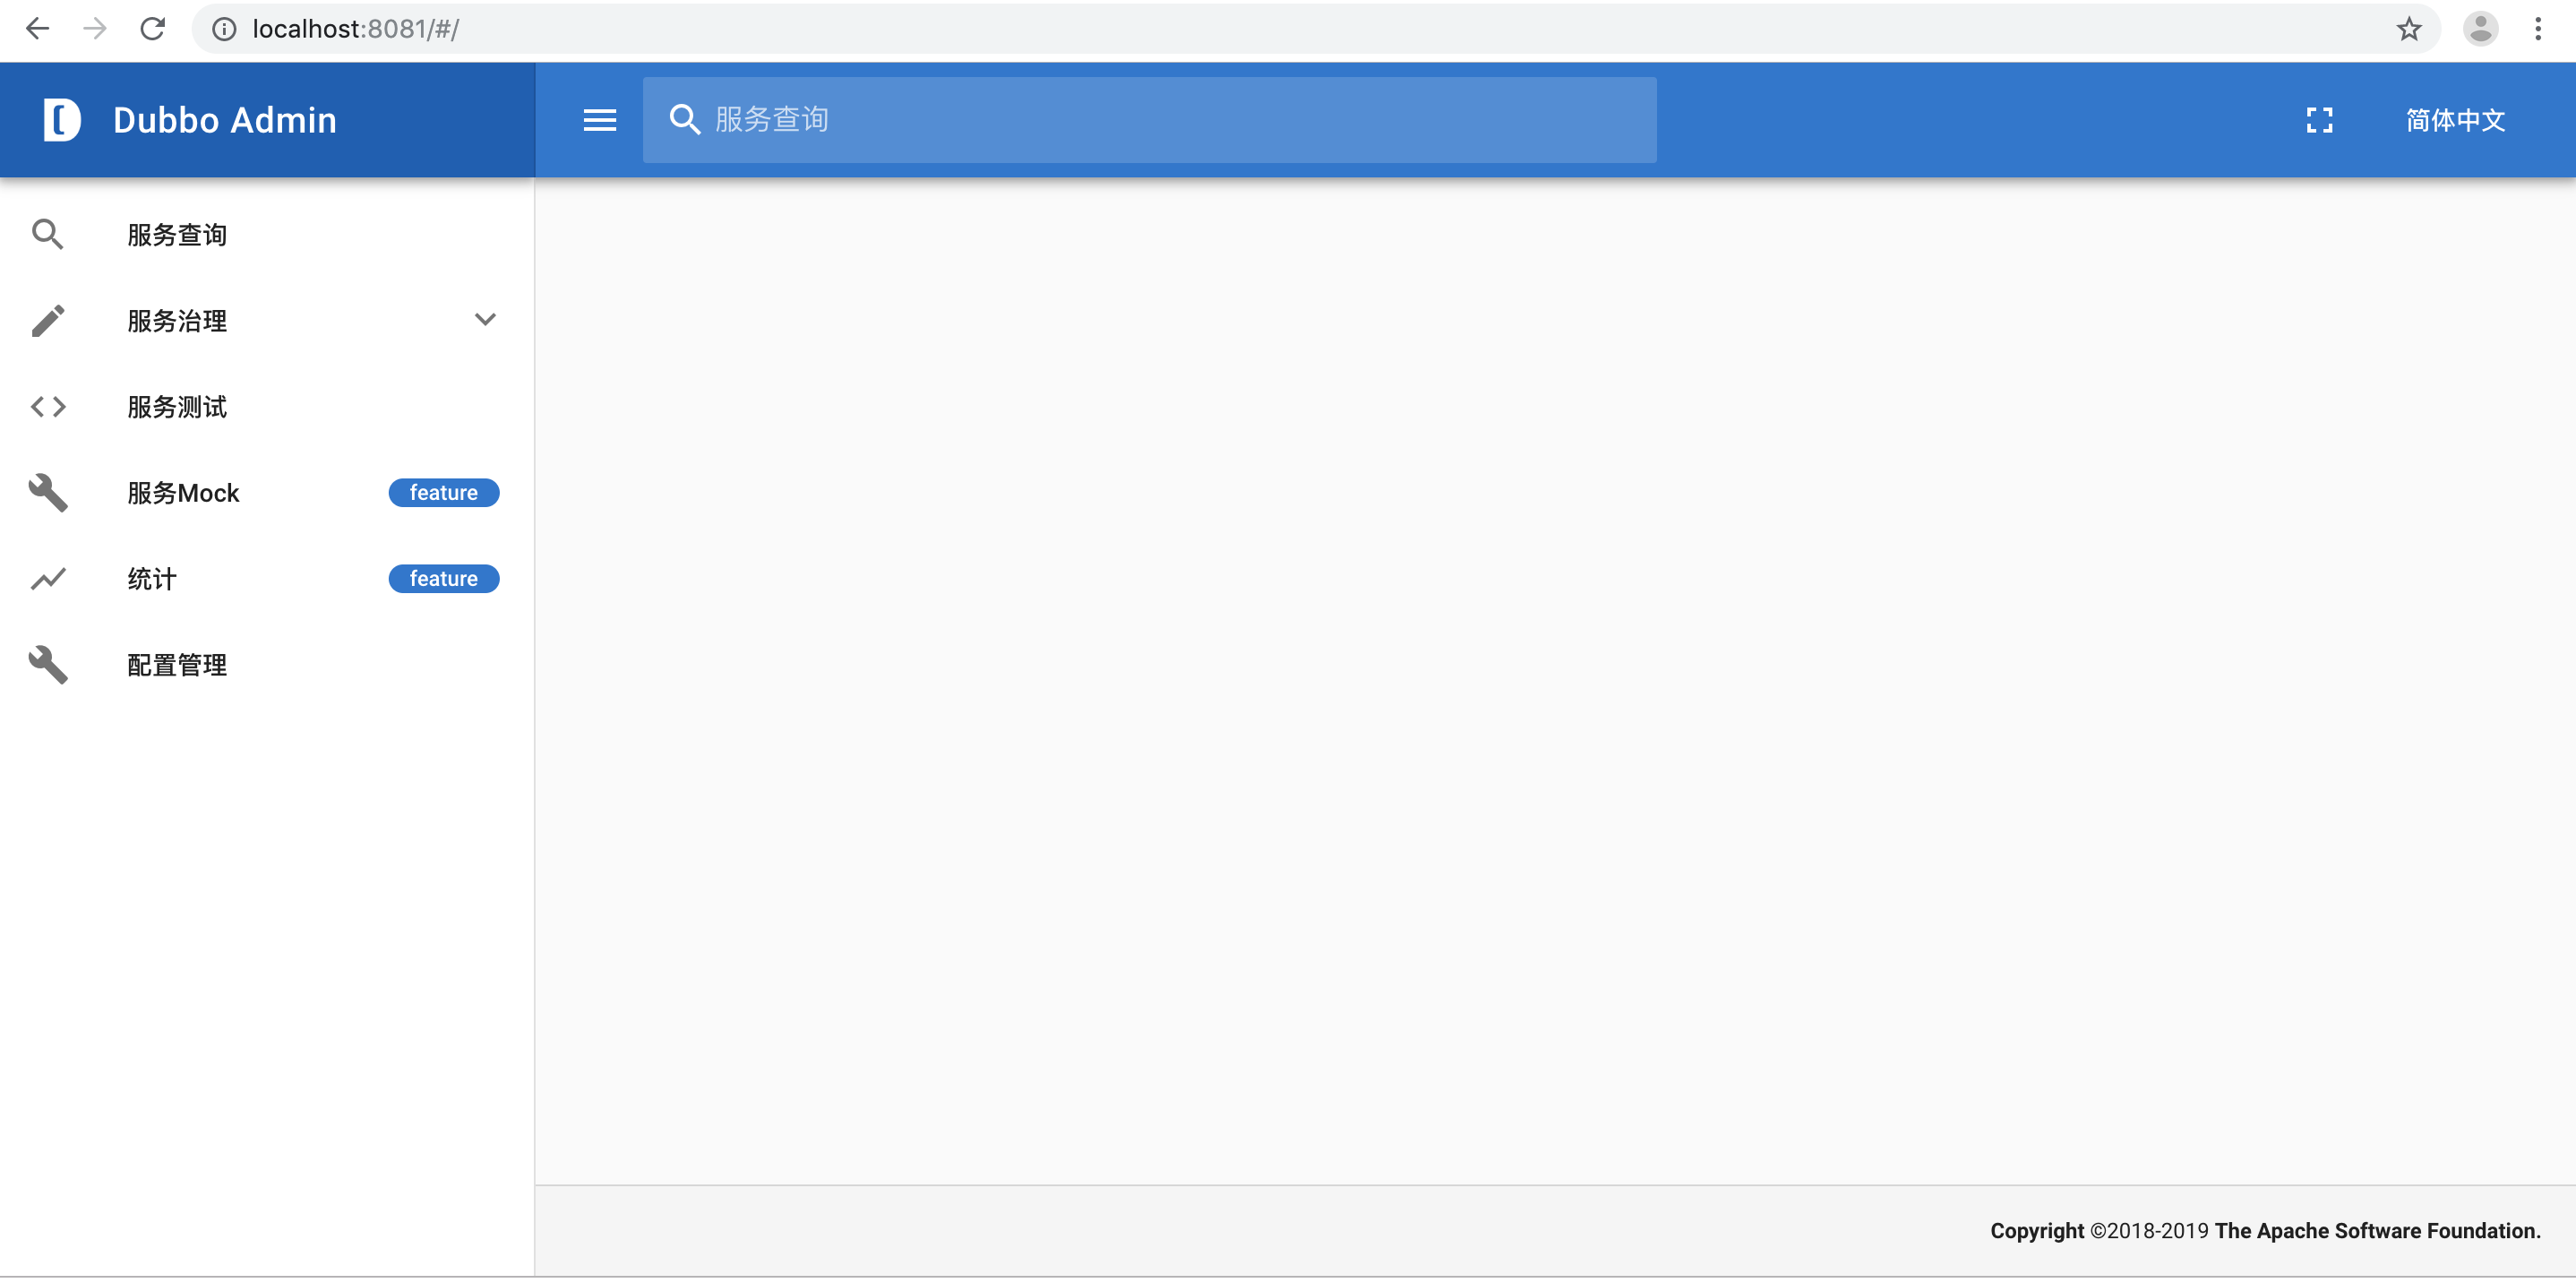 localhost:8081/#/
Dubbo Admin
服务查询
简体中文
服务查询
服务治理
服务测试
服务Mock feature
统计 feature
配置管理
Copyright ©2018-2019 The Apache Software Foundation.